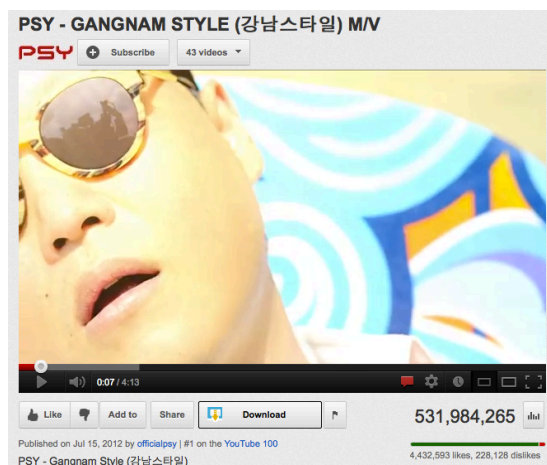 PSY - GANGNAM STYLE (강남스타일) M/V
PSY Subscribe 43 videos
0:07 / 4:13
Like Add to Share Download 531,984,265
Published on Jul 15, 2012 by officialpsy | #1 on the YouTube 100
4,432,593 likes, 228,128 dislikes
PSY - Gangnam Style (강남스타일)